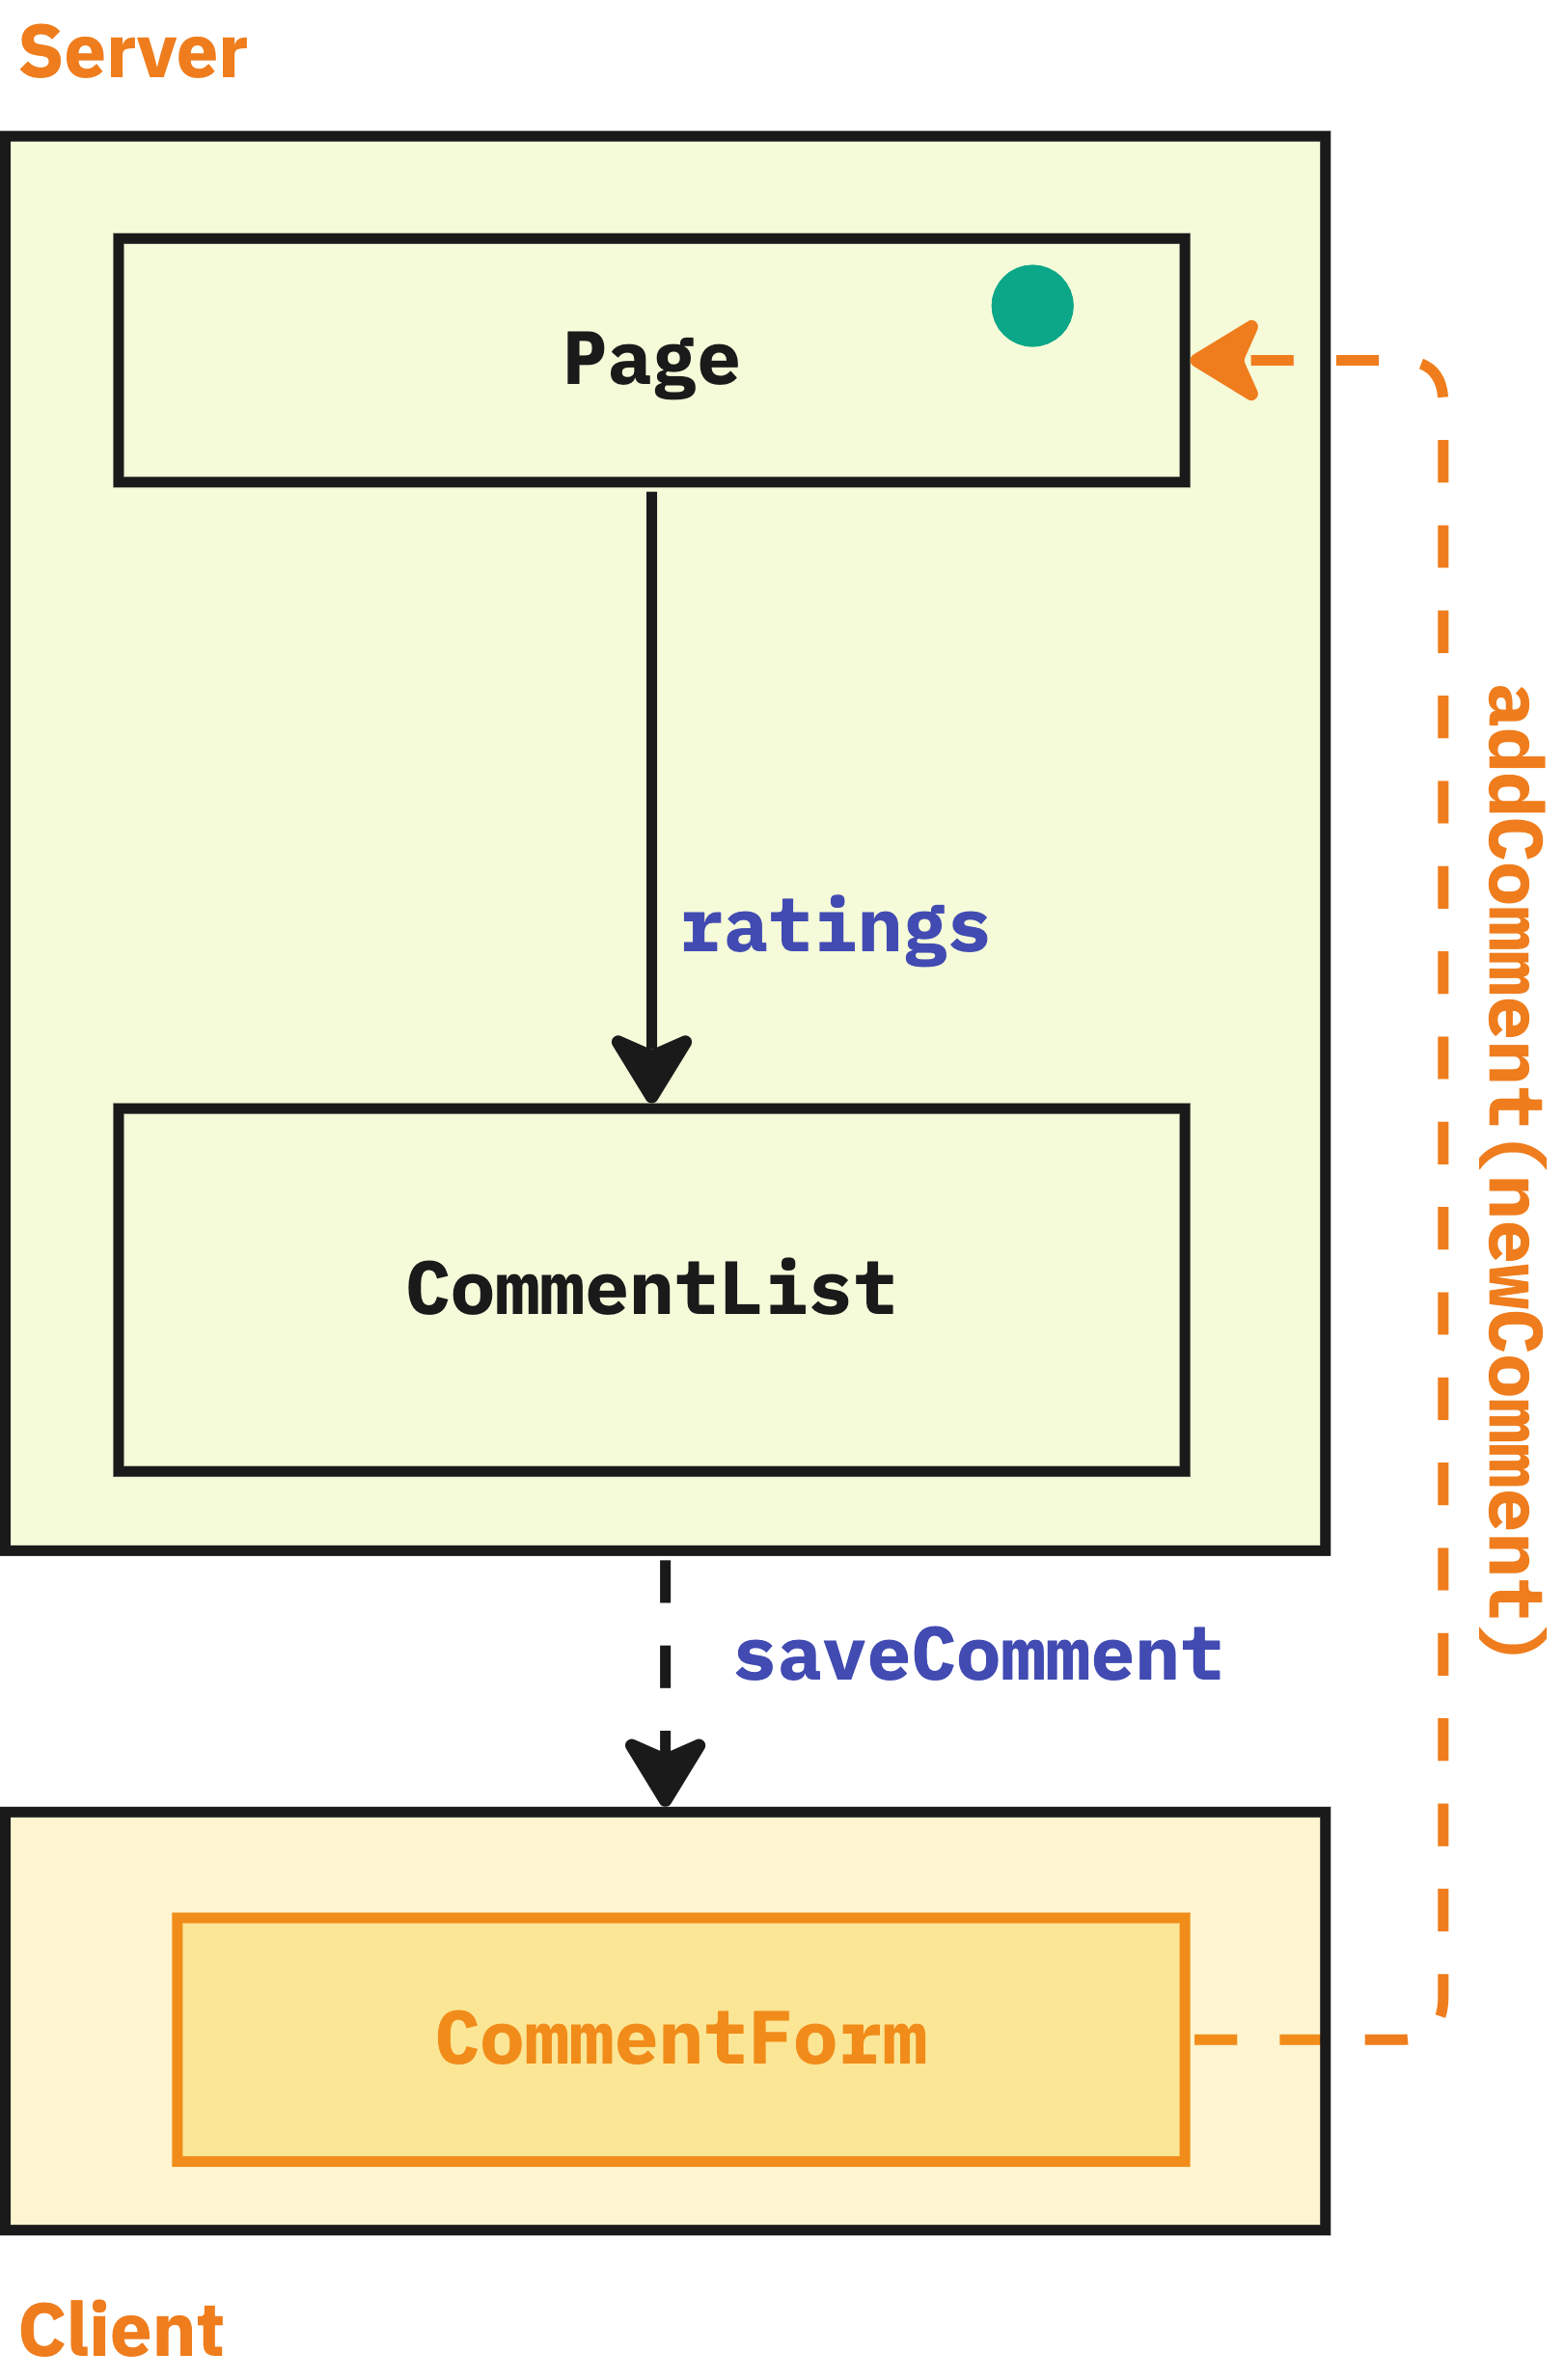 Server
Page
ratings
CommentList
addComment(newComment)
saveComment
CommentForm
Client